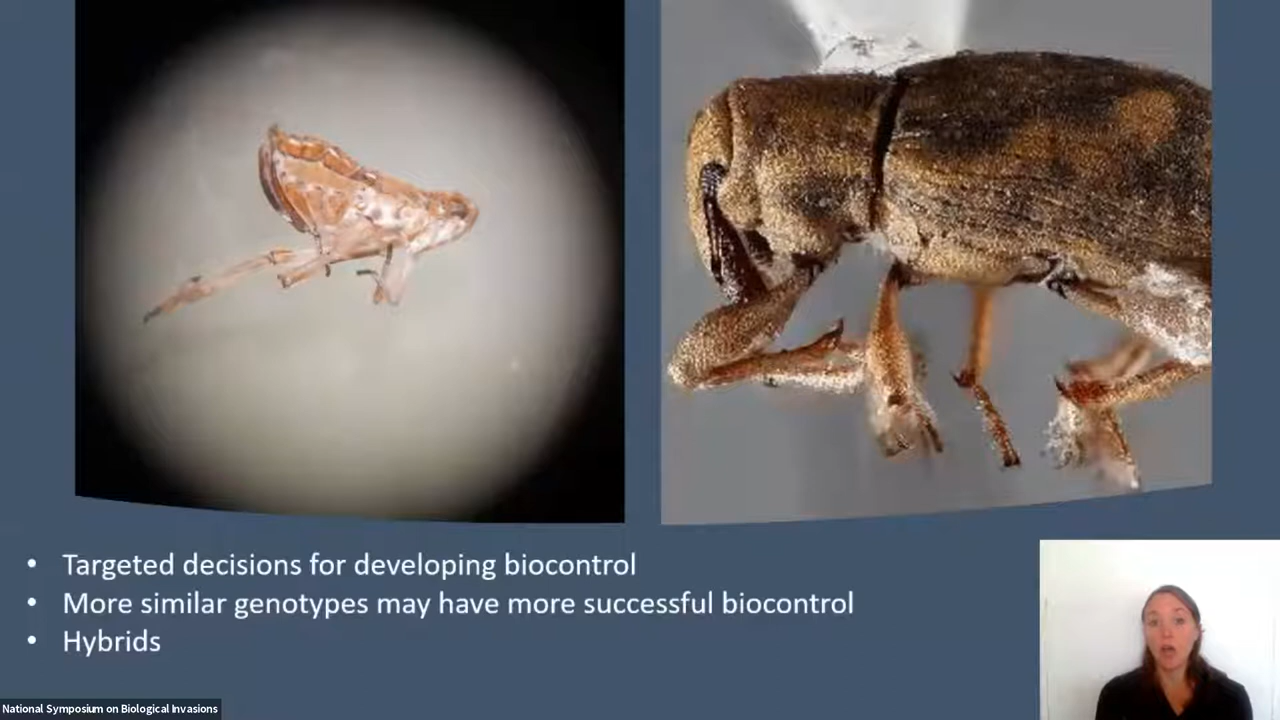 • Targeted decisions for developing biocontrol
• More similar genotypes may have more successful biocontrol
• Hybrids
National Symposium on Biological Invasions